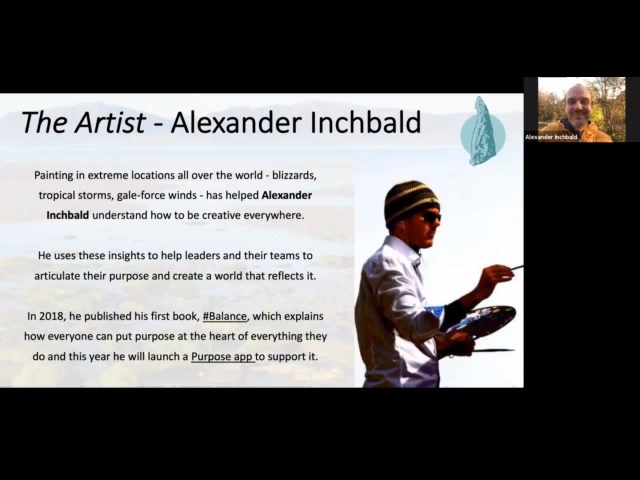 The Artist - Alexander Inchbald
Alexander Inchbald
Painting in extreme locations all over the world - blizzards,
tropical storms, gale-force winds - has helped Alexander
Inchbald understand how to be creative everywhere.
He uses these insights to help leaders and their teams to
articulate their purpose and create a world that reflects it.
In 2018, he published his first book, #Balance, which explains
how everyone can put purpose at the heart of everything they
do and this year he will launch a Purpose app to support it.